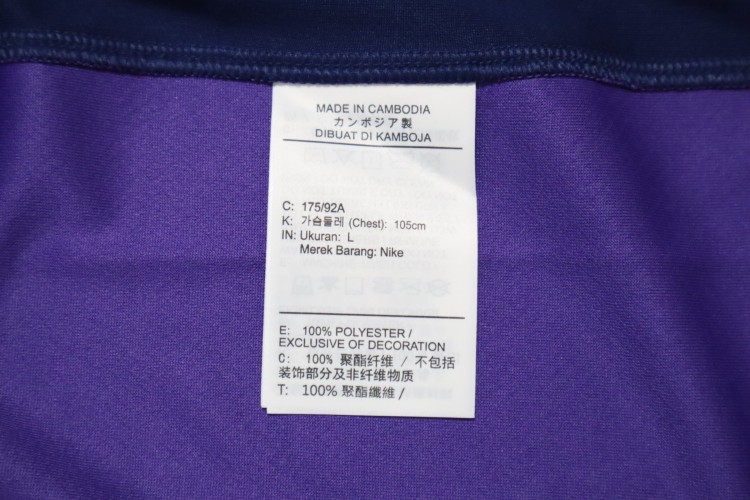 MADE IN CAMBODIA
カンボジア製
DIBUAT DI KAMBOJA
C: 175/92A
K: 가슴둘레 (Chest): 105cm
IN: Ukuran: L
Merek Barang: Nike
E: 100% POLYESTER /
EXCLUSIVE OF DECORATION
C: 100% 聚酯纤维 / 不包括
装饰部分及非纤维物质
T: 100% 聚酯纖維 /